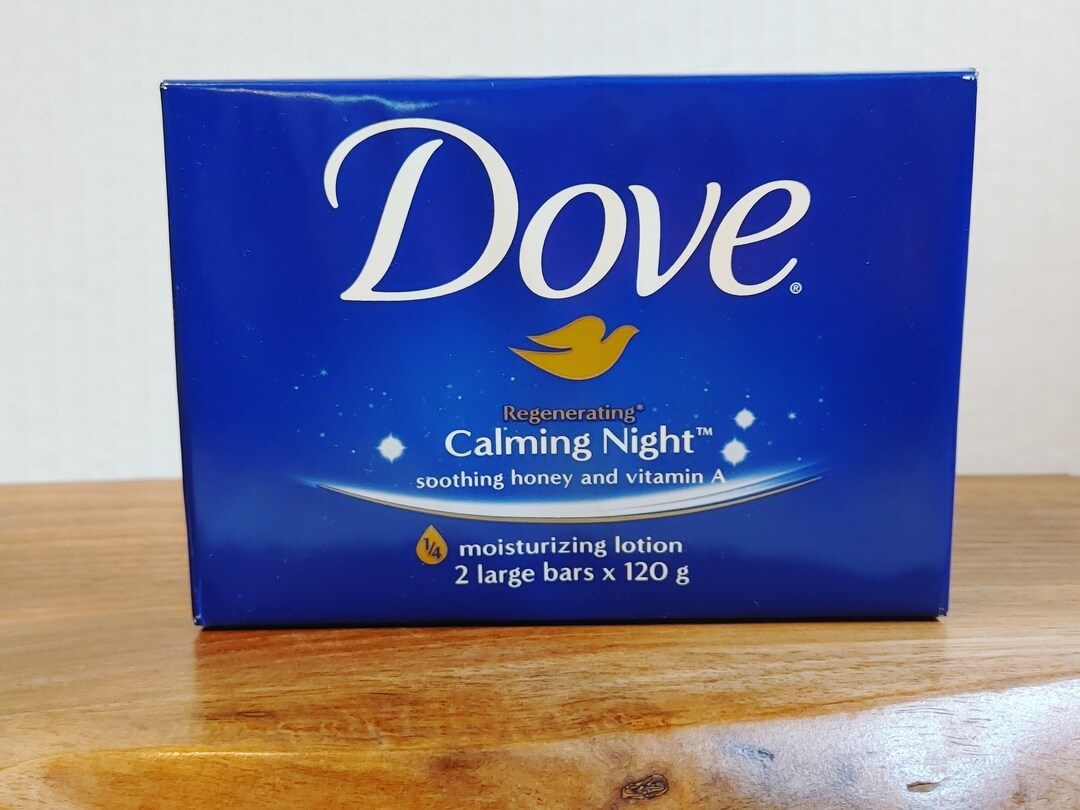 Dove®
Regenerating*
Calming Night™
soothing honey and vitamin A
1/4 moisturizing lotion
2 large bars x 120 g